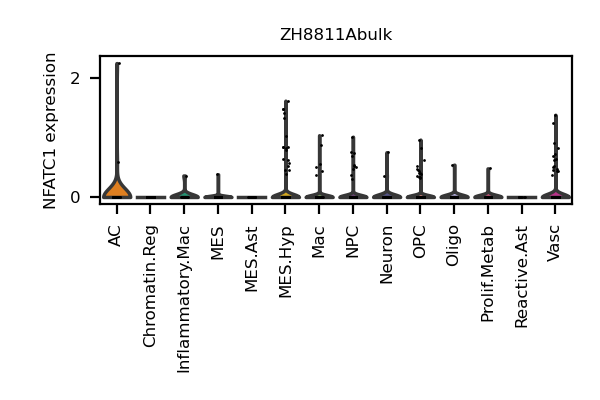 ZH8811Abulk
NFATC1 expression
2
0
AC
Chromatin.Reg
Inflammatory.Mac
MES
MES.Ast
MES.Hyp
Mac
NPC
Neuron
OPC
Oligo
Prolif.Metab
Reactive.Ast
Vasc